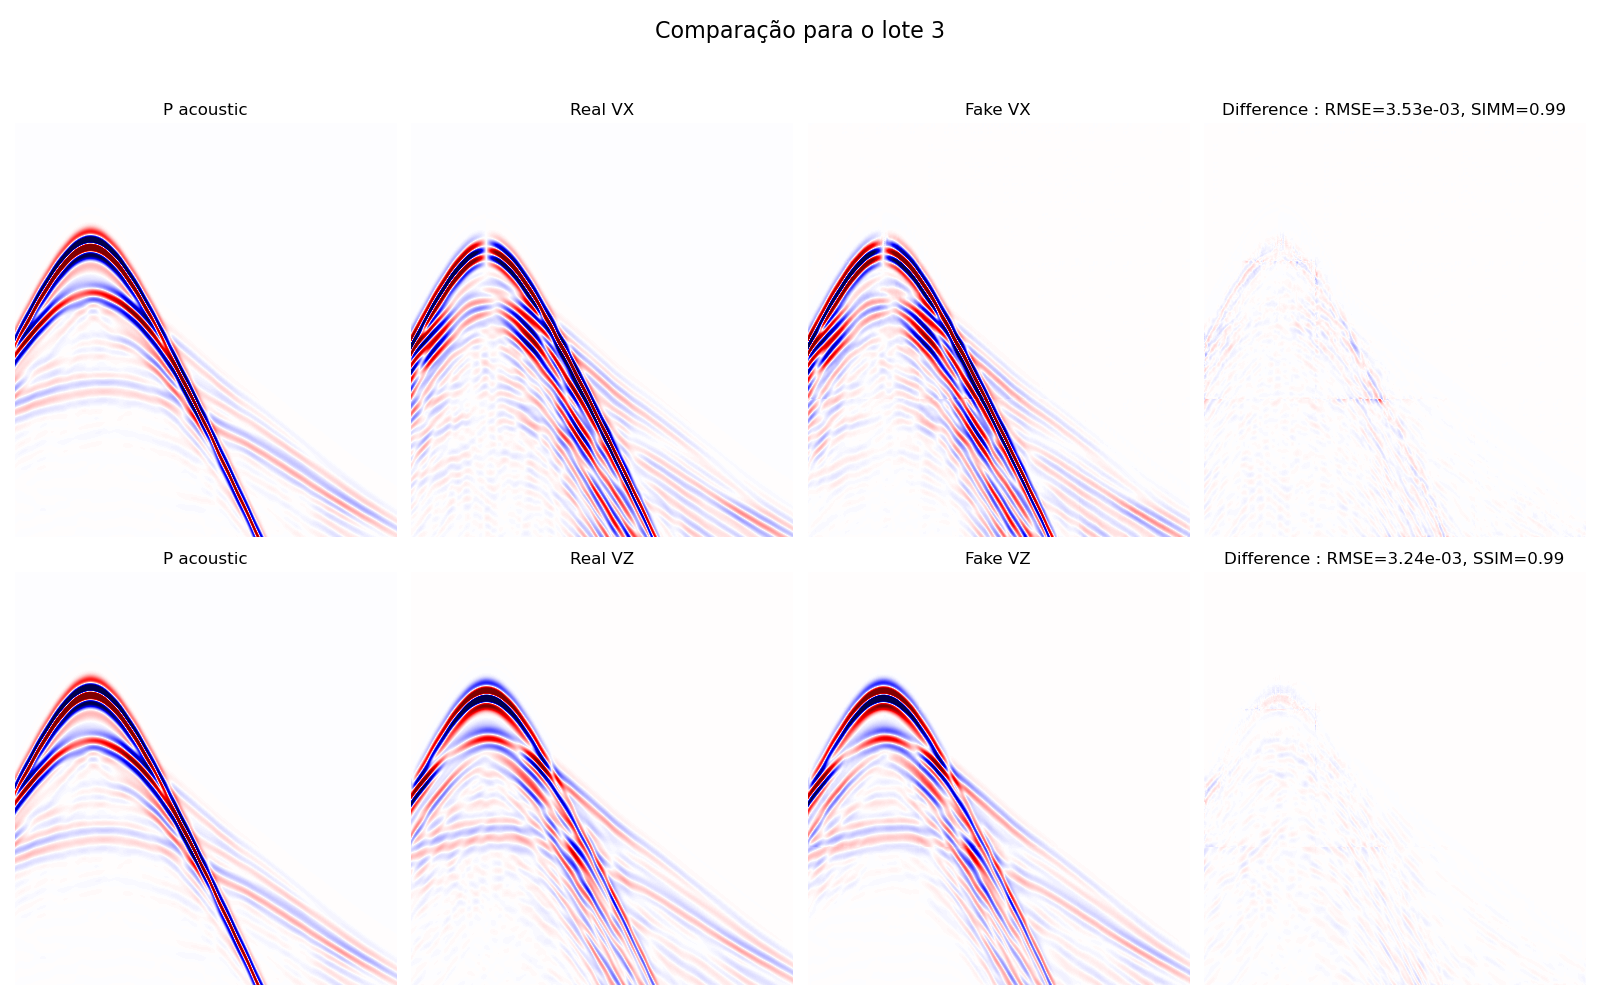 Comparação para o lote 3
P acoustic
Real VX
Fake VX
Difference : RMSE=3.53e-03, SIMM=0.99
P acoustic
Real VZ
Fake VZ
Difference : RMSE=3.24e-03, SSIM=0.99